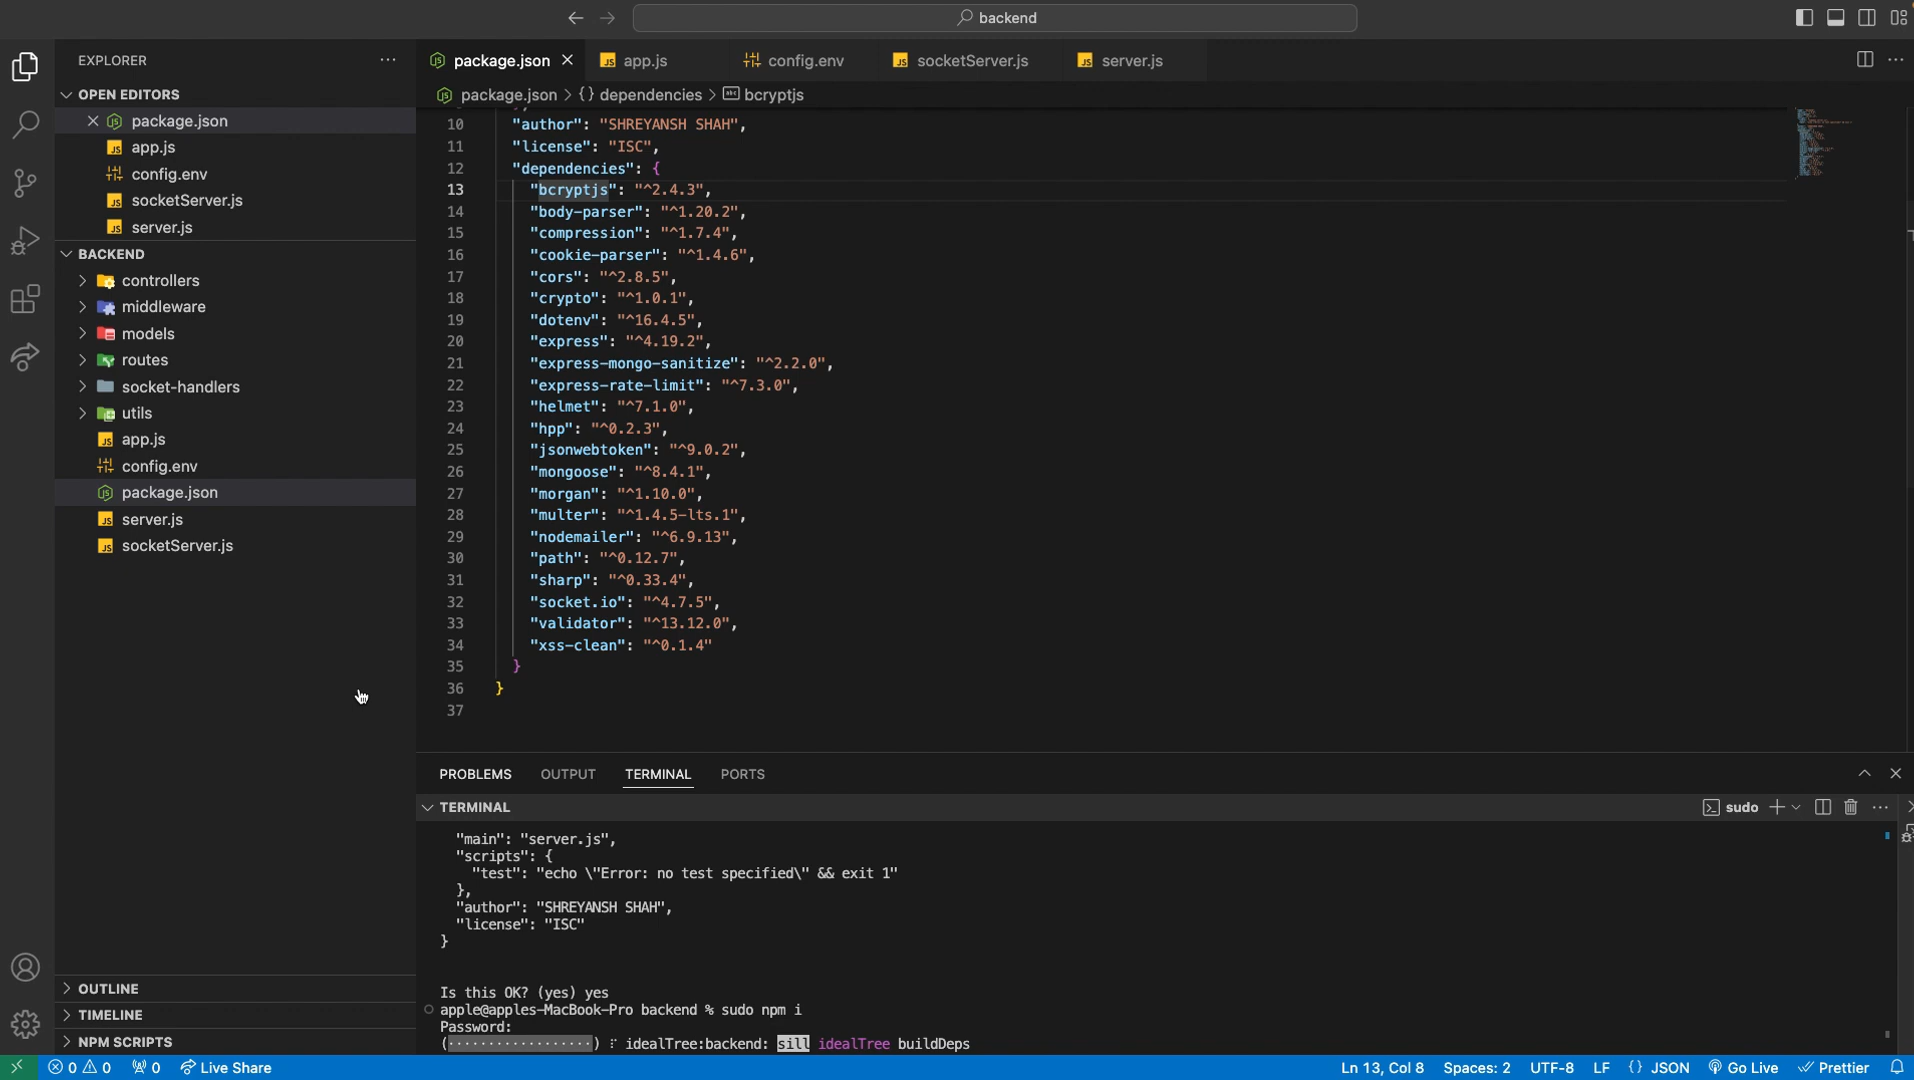 backend
EXPLORER
OPEN EDITORS
package.json
app.js
config.env
socketServer.js
server.js
BACKEND
controllers
middleware
models
routes
socket-handlers
utils
app.js
config.env
package.json
server.js
socketServer.js
OUTLINE
TIMELINE
NPM SCRIPTS
package.json app.js config.env socketServer.js server.js
package.json > {} dependencies > bcryptjs
10 "author": "SHREYANSH SHAH",
11 "license": "ISC",
12 "dependencies": {
13 "bcryptjs": "^2.4.3",
14 "body-parser": "^1.20.2",
15 "compression": "^1.7.4",
16 "cookie-parser": "^1.4.6",
17 "cors": "^2.8.5",
18 "crypto": "^1.0.1",
19 "dotenv": "^16.4.5",
20 "express": "^4.19.2",
21 "express-mongo-sanitize": "^2.2.0",
22 "express-rate-limit": "^7.3.0",
23 "helmet": "^7.1.0",
24 "hpp": "^0.2.3",
25 "jsonwebtoken": "^9.0.2",
26 "mongoose": "^8.4.1",
27 "morgan": "^1.10.0",
28 "multer": "^1.4.5-lts.1",
29 "nodemailer": "^6.9.13",
30 "path": "^0.12.7",
31 "sharp": "^0.33.4",
32 "socket.io": "^4.7.5",
33 "validator": "^13.12.0",
34 "xss-clean": "^0.1.4"
35 }
36 }
37
PROBLEMS OUTPUT TERMINAL PORTS
TERMINAL sudo
"main": "server.js",
"scripts": {
"test": "echo \"Error: no test specified\" && exit 1"
},
"author": "SHREYANSH SHAH",
"license": "ISC"
}
Is this OK? (yes) yes
apple@apples-MacBook-Pro backend % sudo npm i
Password:
(..................) ⠏ idealTree:backend: sill idealTree buildDeps
0 0 0 Live Share Ln 13, Col 8 Spaces: 2 UTF-8 LF {} JSON Go Live Prettier